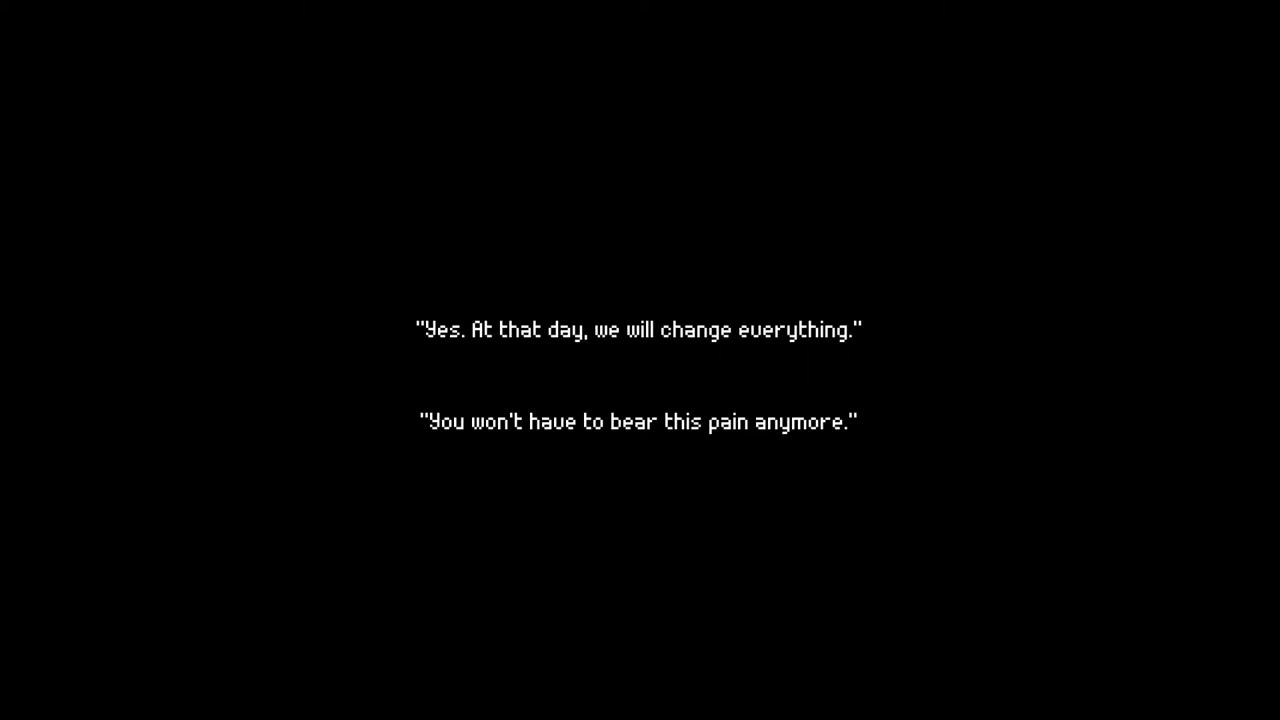 "Yes. At that day, we will change everything."
"You won't have to bear this pain anymore."